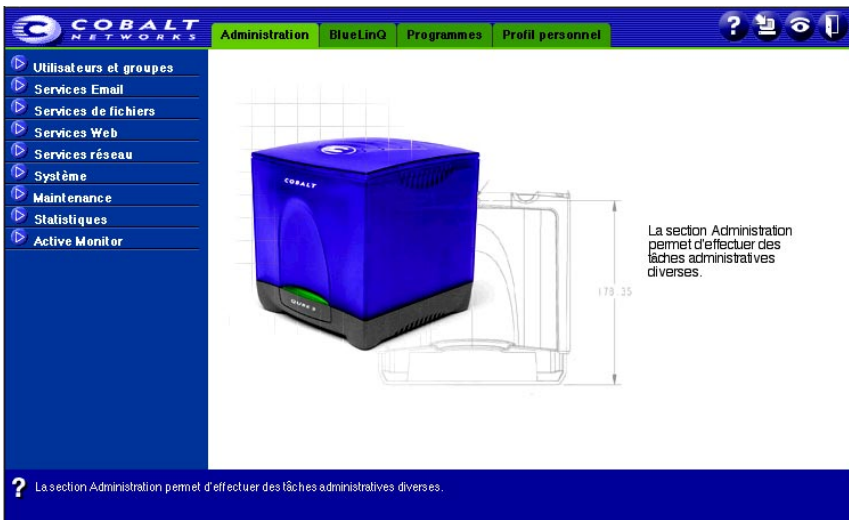 COBALT
NETWORKS
Administration
BlueLinQ
Programmes
Profil personnel
?
Utilisateurs et groupes
Services Email
Services de fichiers
Services Web
Services réseau
Système
Maintenance
Statistiques
Active Monitor
COBALT
QUBE 3
178.35
La section Administration
permet d'effectuer des
tâches administratives
diverses.
? La section Administration permet d'effectuer des tâches administratives diverses.